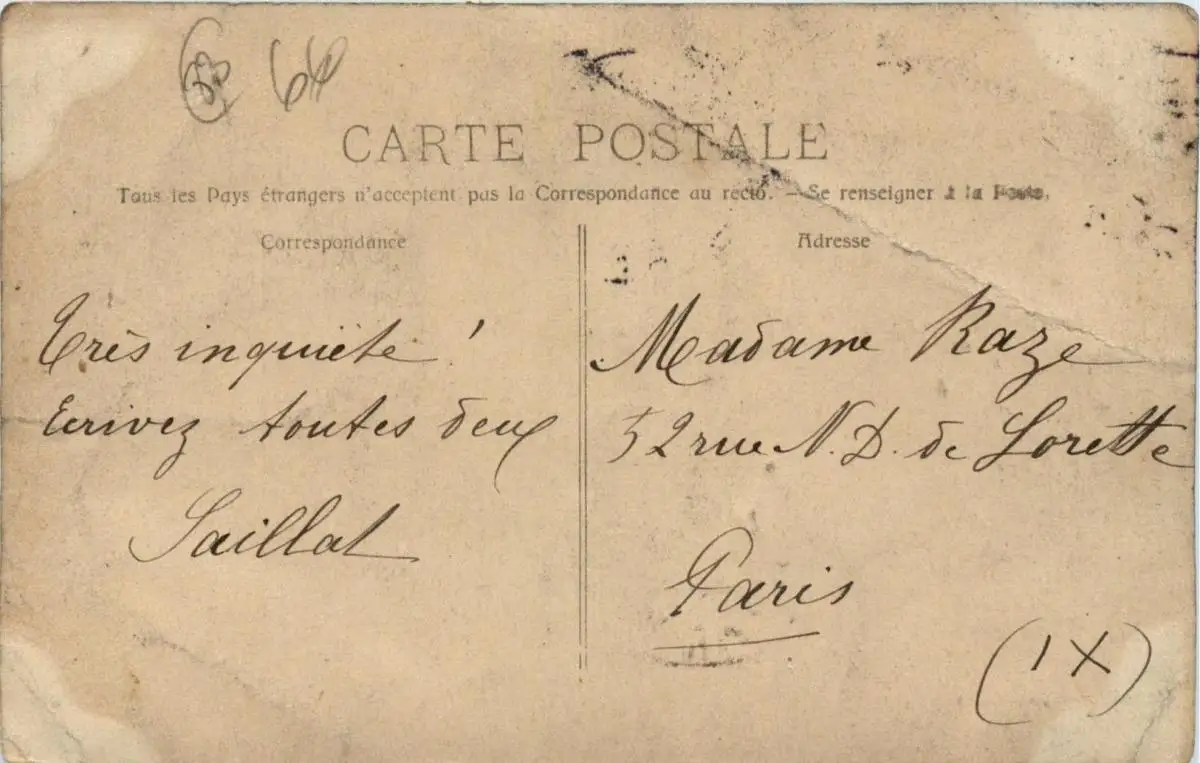 64
CARTE POSTALE
Tous les Pays étrangers n'acceptent pas la Correspondance au recto. — Se renseigner à la Poste.
Correspondance
Très inquiète !
Ecrivez toutes deux
Saillat
Adresse
Madame Raze
52 rue N. D. de Lorette
Paris
(IX)